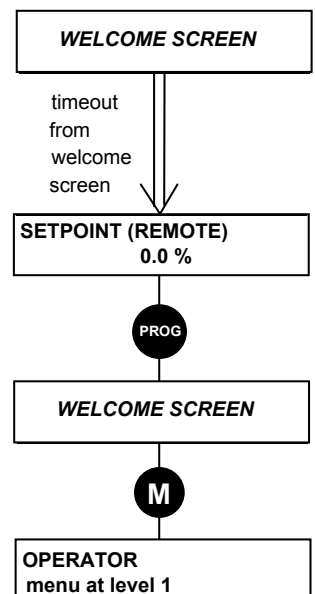 WELCOME SCREEN
timeout
from
welcome
screen
SETPOINT (REMOTE)
0.0 %
PROG
WELCOME SCREEN
M
OPERATOR
menu at level 1